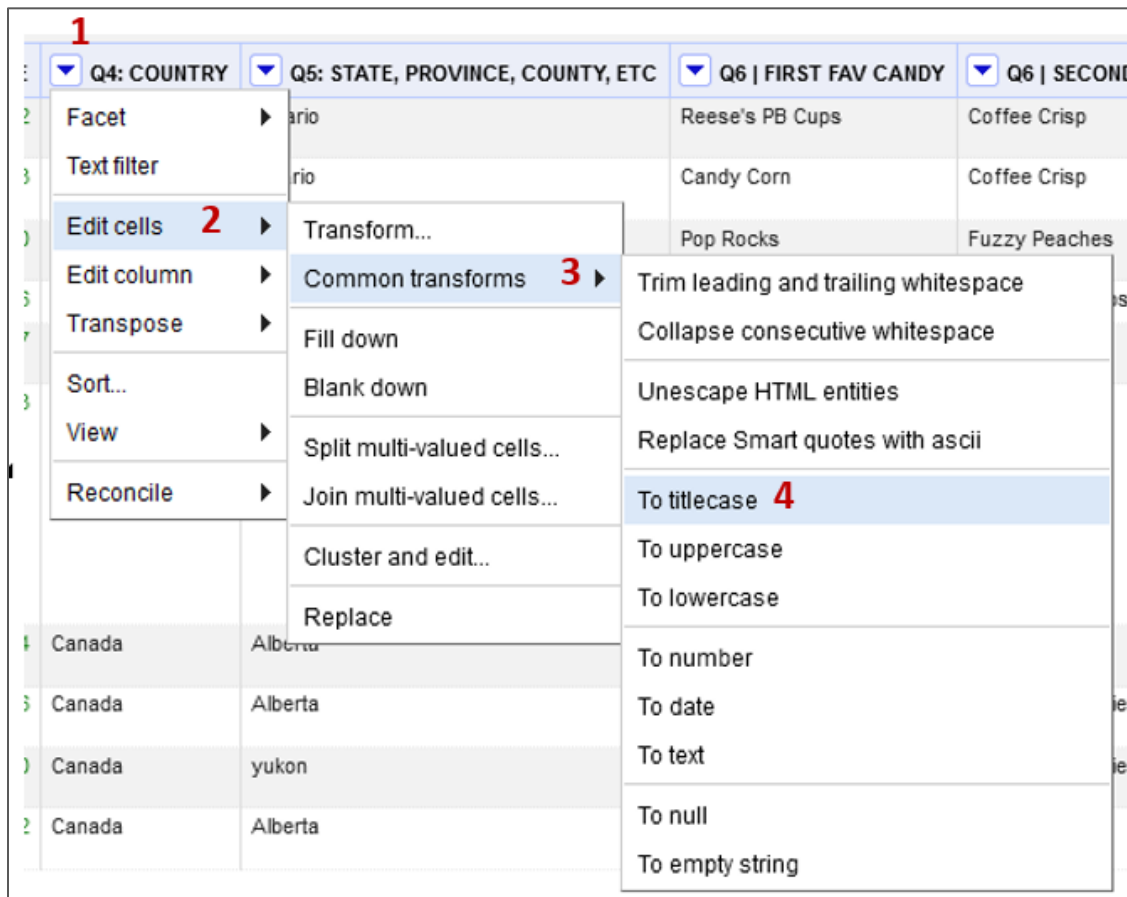 1
Q4: COUNTRY Q5: STATE, PROVINCE, COUNTY, ETC Q6 | FIRST FAV CANDY Q6 | SECOND
Facet ario Reese's PB Cups Coffee Crisp
Text filter
rio Candy Corn Coffee Crisp
Edit cells 2
Transform...
Pop Rocks Fuzzy Peaches
Edit column
Common transforms 3
Trim leading and trailing whitespace
Transpose
Fill down
Collapse consecutive whitespace
Sort...
Blank down
Unescape HTML entities
View
Split multi-valued cells...
Replace Smart quotes with ascii
Reconcile
Join multi-valued cells...
To titlecase 4
Cluster and edit...
To uppercase
Replace
To lowercase
Canada Alberta
To number
Canada Alberta
To date
Canada yukon
To text
Canada Alberta
To null
To empty string